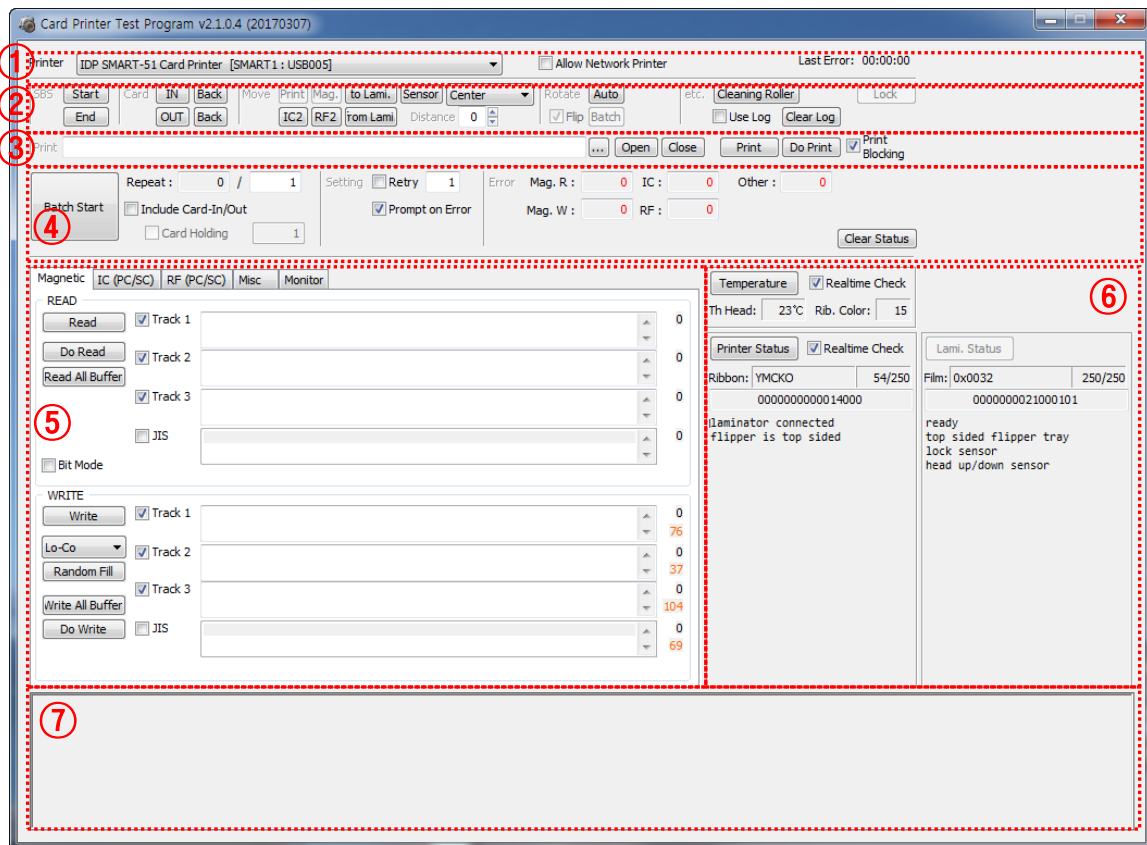 Card Printer Test Program v2.1.0.4 (20170307)
①
Printer IDP SMART-51 Card Printer [SMART1 : USB005] Allow Network Printer Last Error: 00:00:00
②
SBS Start Card IN Back Move Print Mag. to Lami. Sensor Center Rotate Auto etc. Cleaning Roller Lock
End OUT Back IC2 RF2 from Lami Distance 0 Flip Batch Use Log Clear Log
③
Print ... Open Close Print Do Print Print Blocking
④
Batch Start
Repeat : 0 / 1 Setting Retry 1 Error Mag. R : 0 IC : 0 Other : 0
Include Card-In/Out Prompt on Error Mag. W : 0 RF : 0
Card Holding 1
Clear Status
Magnetic IC (PC/SC) RF (PC/SC) Misc Monitor
⑤
READ
Read Track 1 0
Do Read Track 2 0
Read All Buffer
Track 3 0
JIS 0
Bit Mode
WRITE
Write Track 1 0
76
Lo-Co Track 2 0
Random Fill 37
Track 3 0
Write All Buffer 104
Do Write JIS 0
69
⑥
Temperature Realtime Check
Th Head: 23℃ Rib. Color: 15
Printer Status Realtime Check
Ribbon: YMCKO 54/250
0000000000014000
laminator connected
flipper is top sided
Lami. Status
Film: 0x0032 250/250
0000000021000101
ready
top sided flipper tray
lock sensor
head up/down sensor
⑦